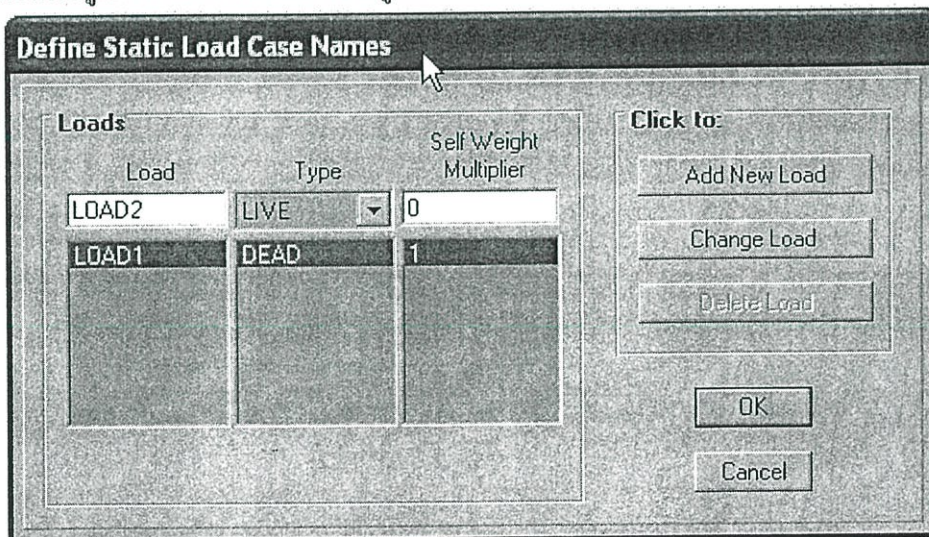 Define Static Load Case Names
Loads
Load
Type
Self Weight
Multiplier
LOAD2
LIVE
0
LOAD1
DEAD
1
Click to:
Add New Load
Change Load
Delete Load
OK
Cancel